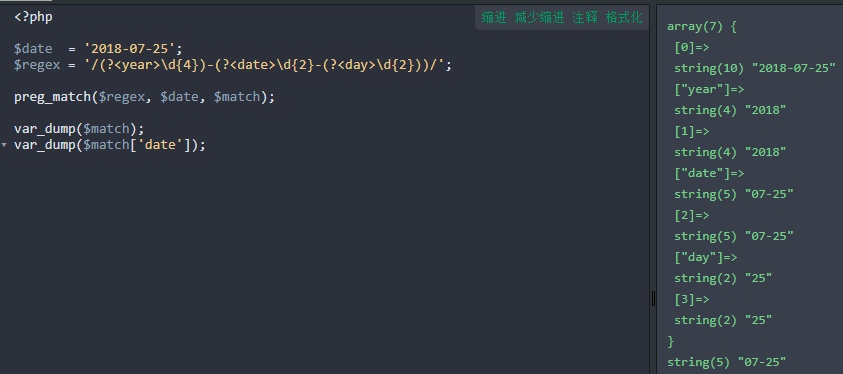 <?php
缩进 减少缩进 注释 格式化
$date  = '2018-07-25';
$regex = '/(?<year>\d{4})-(?<date>\d{2}-(?<day>\d{2}))/';
preg_match($regex, $date, $match);
var_dump($match);
var_dump($match['date']);
array(7) {
[0]=>
string(10) "2018-07-25"
["year"]=>
string(4) "2018"
[1]=>
string(4) "2018"
["date"]=>
string(5) "07-25"
[2]=>
string(5) "07-25"
["day"]=>
string(2) "25"
[3]=>
string(2) "25"
}
string(5) "07-25"